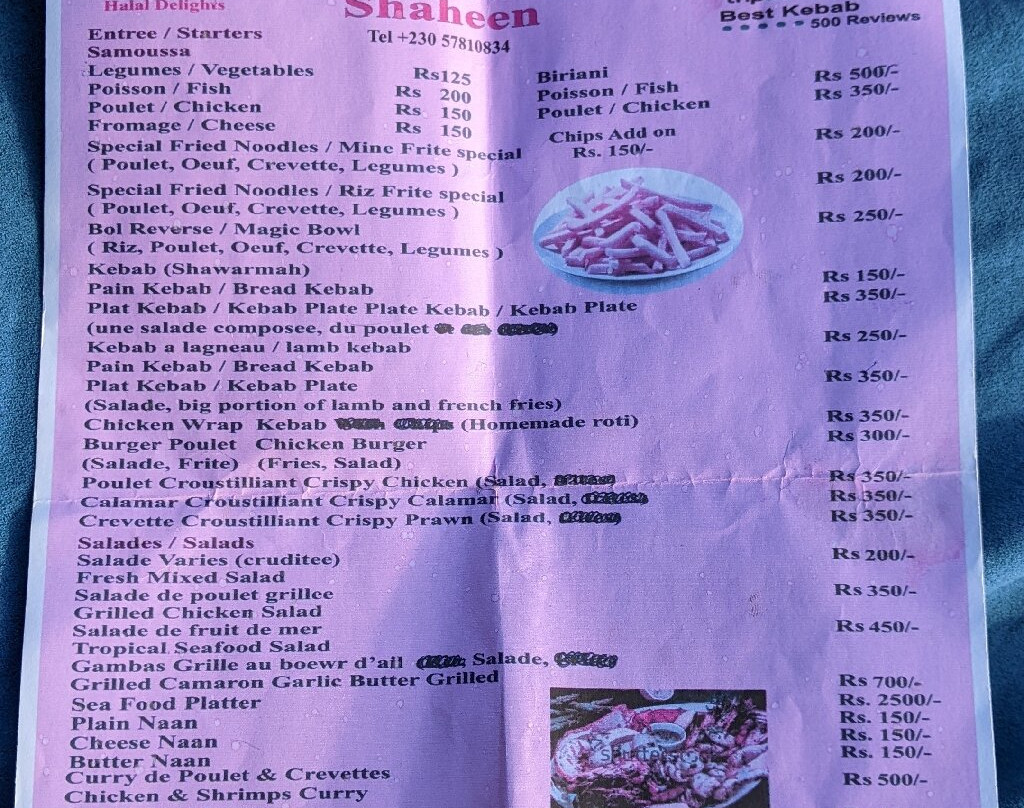 Halal Delights
Shaheen
Best Kebab
500 Reviews
Tel +230 57810834
Entree / Starters
Samoussa
Legumes / Vegetables Rs125
Poisson / Fish Rs 200
Poulet / Chicken Rs 150
Fromage / Cheese Rs 150
Biriani
Poisson / Fish Rs 500/-
Poulet / Chicken Rs 350/-
Chips Add on
Rs. 150/-
Special Fried Noodles / Mine Frite special Rs 200/-
( Poulet, Oeuf, Crevette, Legumes )
Special Fried Noodles / Riz Frite special Rs 200/-
( Poulet, Oeuf, Crevette, Legumes )
Bol Reverse / Magic Bowl Rs 250/-
( Riz, Poulet, Oeuf, Crevette, Legumes )
Kebab (Shawarmah)
Pain Kebab / Bread Kebab Rs 150/-
Plat Kebab / Kebab Plate Plate Kebab / Kebab Plate Rs 350/-
(une salade composee, du poulet
Kebab a lagneau / lamb kebab
Pain Kebab / Bread Kebab Rs 250/-
Plat Kebab / Kebab Plate Rs 350/-
(Salade, big portion of lamb and french fries)
Chicken Wrap Kebab (Homemade roti) Rs 350/-
Burger Poulet Chicken Burger Rs 300/-
(Salade, Frite) (Fries, Salad)
Poulet Croustilliant Crispy Chicken (Salad, Rs 350/-
Calamar Croustilliant Crispy Calamar (Salad, Rs 350/-
Crevette Croustilliant Crispy Prawn (Salad, Rs 350/-
Salades / Salads
Salade Varies (cruditee) Rs 200/-
Fresh Mixed Salad
Salade de poulet grillee Rs 350/-
Grilled Chicken Salad
Salade de fruit de mer Rs 450/-
Tropical Seafood Salad
Gambas Grille au boewr d'ail Salade,
Grilled Camaron Garlic Butter Grilled Rs 700/-
Sea Food Platter Rs. 2500/-
Plain Naan Rs. 150/-
Cheese Naan Rs. 150/-
Butter Naan Rs. 150/-
Curry de Poulet & Crevettes Rs 500/-
Chicken & Shrimps Curry